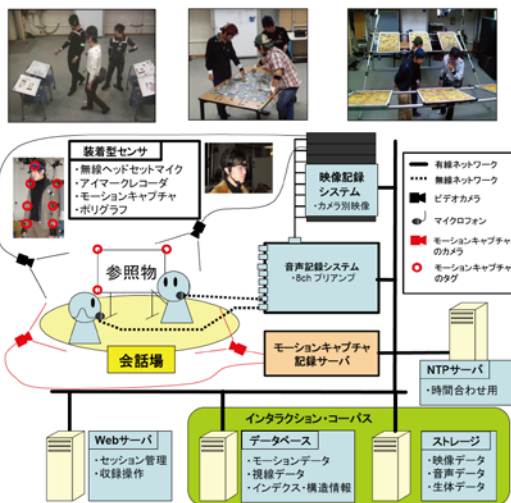 装着型センサ
・無線ヘッドセットマイク
・アイマークレコーダ
・モーションキャプチャ
・ポリグラフ
映像記録
システム
・カメラ別映像
有線ネットワーク
無線ネットワーク
ビデオカメラ
マイクロフォン
モーションキャプチャ
のカメラ
モーションキャプチャ
のタグ
参照物
音声記録システム
・8ch プリアンプ
会話場
モーションキャプチャ
記録サーバ
NTPサーバ
・時間合わせ用
インタラクション・コーパス
Webサーバ
・セッション管理
・収録操作
データベース
・モーションデータ
・視線データ
・インデクス・構造情報
ストレージ
・映像データ
・音声データ
・生体データ